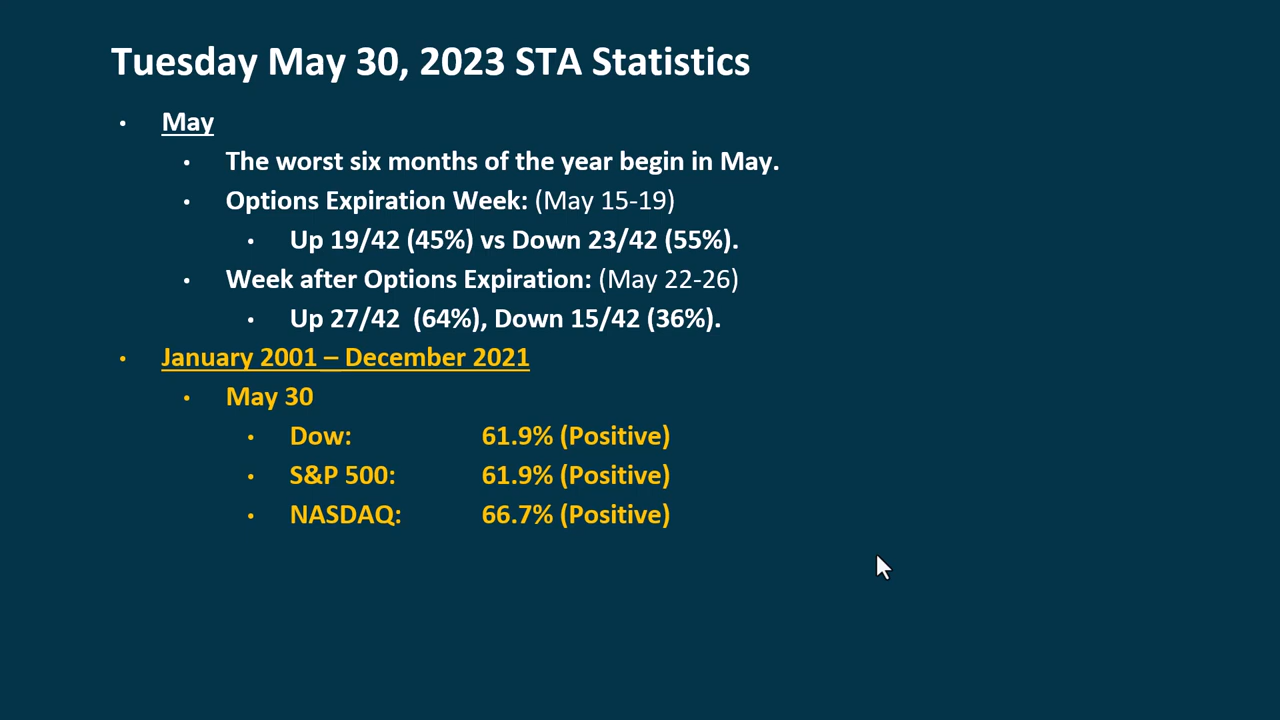 Tuesday May 30, 2023 STA Statistics
• May
• The worst six months of the year begin in May.
• Options Expiration Week: (May 15-19)
• Up 19/42 (45%) vs Down 23/42 (55%).
• Week after Options Expiration: (May 22-26)
• Up 27/42 (64%), Down 15/42 (36%).
• January 2001 – December 2021
• May 30
• Dow: 61.9% (Positive)
• S&P 500: 61.9% (Positive)
• NASDAQ: 66.7% (Positive)